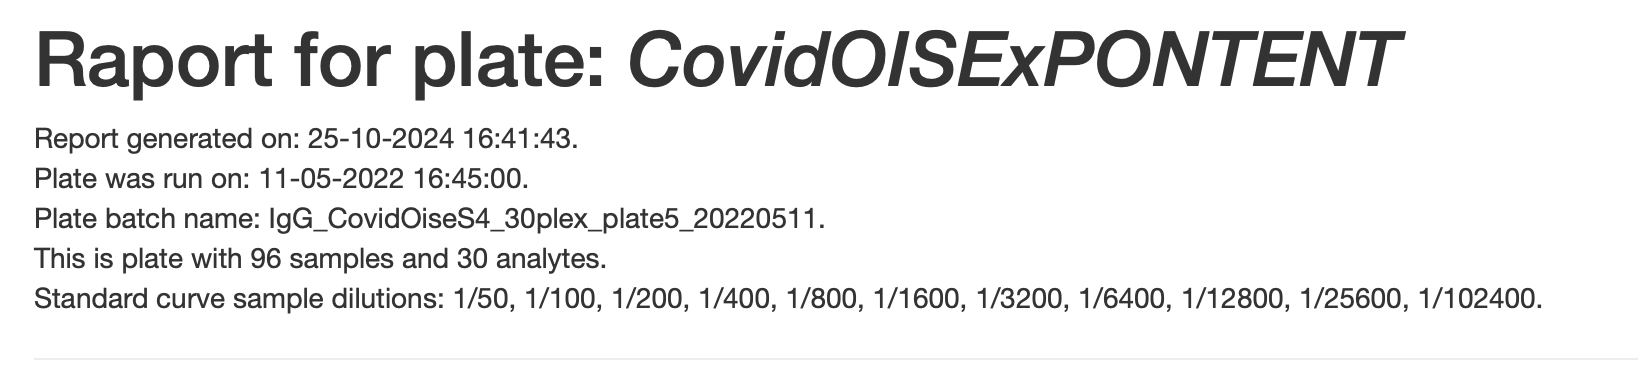 Raport for plate: CovidOISExPONTENT
Report generated on: 25-10-2024 16:41:43.
Plate was run on: 11-05-2022 16:45:00.
Plate batch name: IgG_CovidOiseS4_30plex_plate5_20220511.
This is plate with 96 samples and 30 analytes.
Standard curve sample dilutions: 1/50, 1/100, 1/200, 1/400, 1/800, 1/1600, 1/3200, 1/6400, 1/12800, 1/25600, 1/102400.